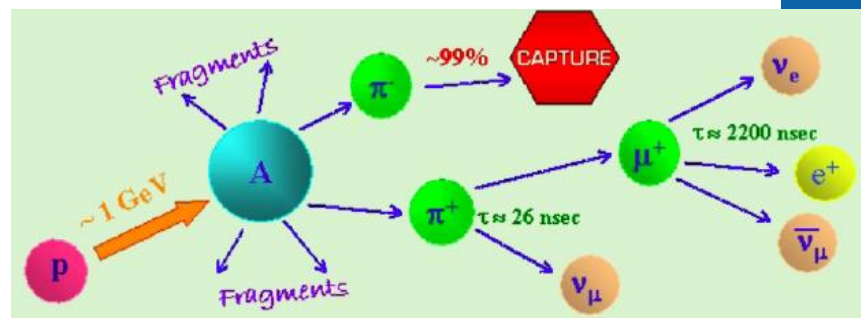 Fragments
π⁻
~99%
CAPTURE
νe
τ ≈ 2200 nsec
μ⁺
e⁺
A
~ 1 GeV
π⁺
τ ≈ 26 nsec
ν̅μ
p
Fragments
νμ